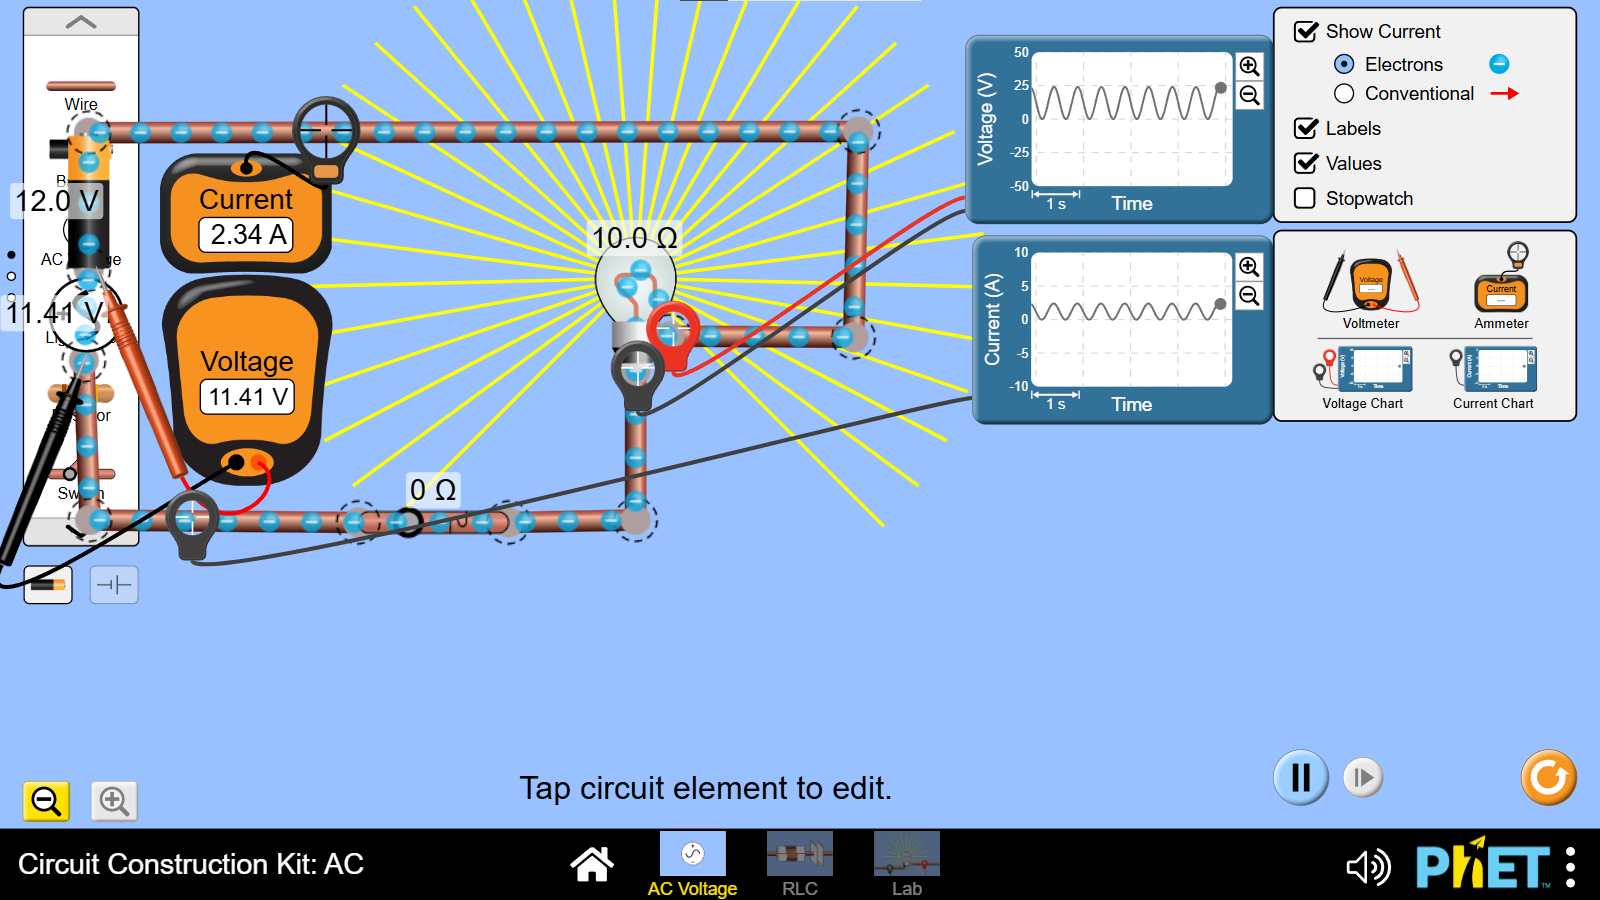 Wire
12.0 V
AC
11.41 V
Current
2.34 A
Voltage
11.41 V
10.0 Ω
0 Ω
Voltage (V)
50
25
0
-25
-50
1 s
Time
Current (A)
10
5
0
-5
-10
1 s
Time
Show Current
Electrons
Conventional
Labels
Values
Stopwatch
Voltage
Voltmeter
Current
Ammeter
Voltage Chart
Current Chart
Tap circuit element to edit.
Circuit Construction Kit: AC
AC Voltage
RLC
Lab
PhET